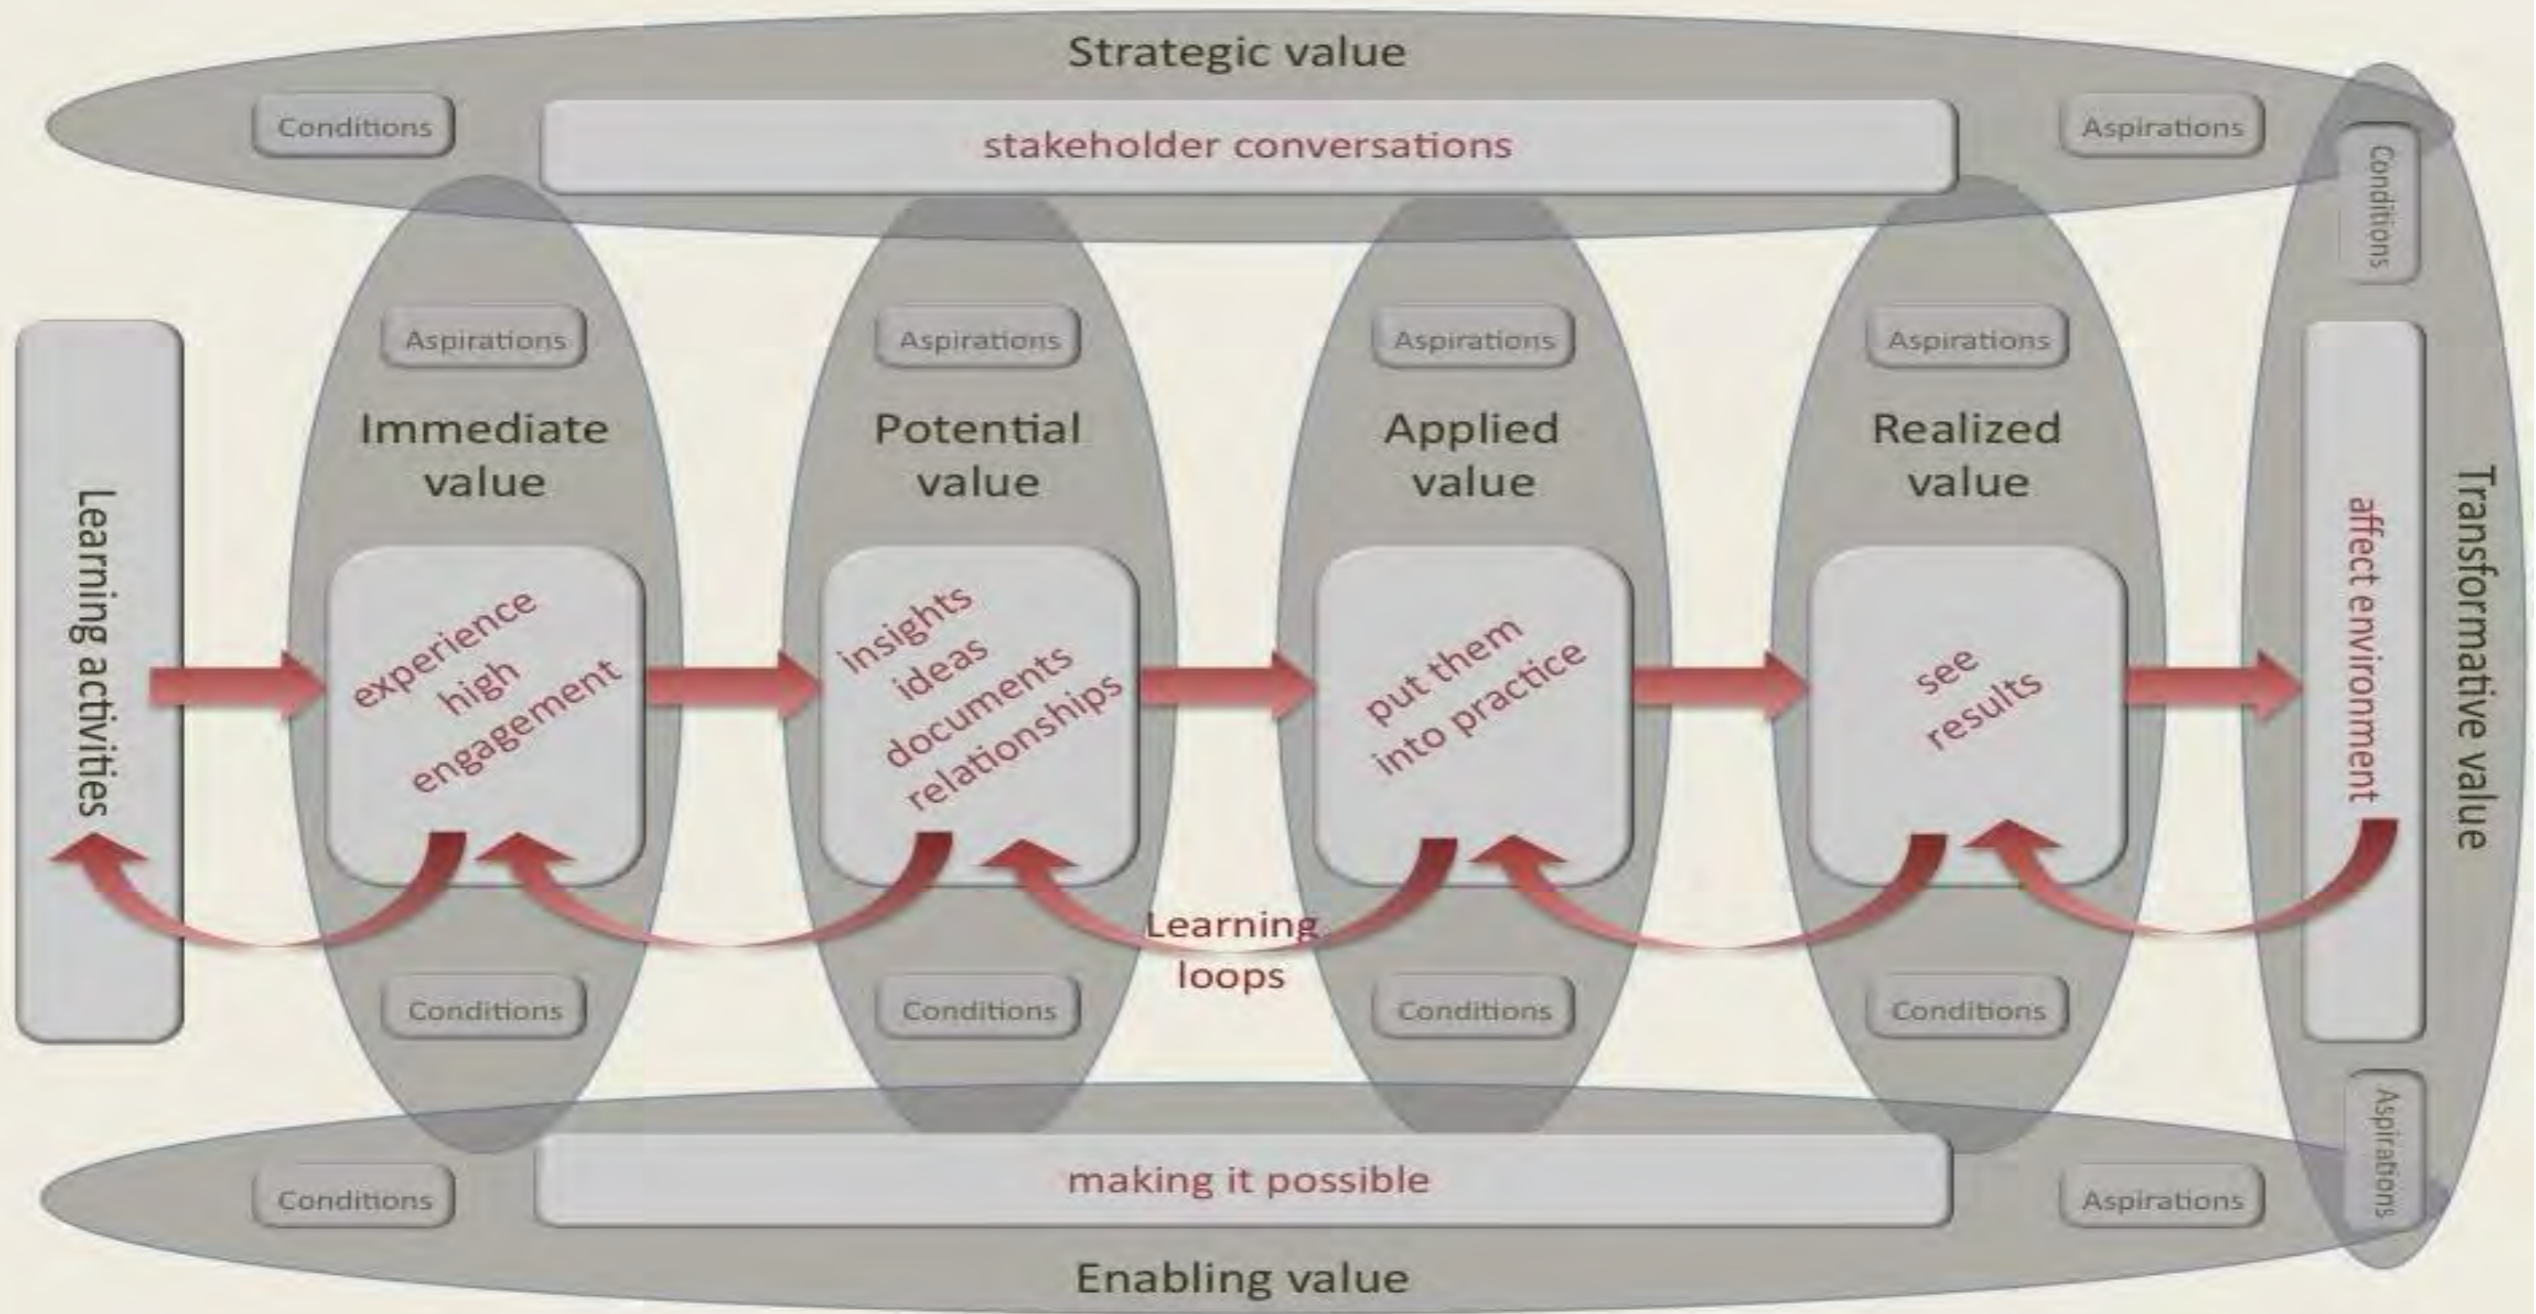 Strategic value
Conditions
stakeholder conversations
Aspirations
Conditions
Learning activities
Aspirations
Immediate
value
experience
high
engagement
Conditions
Aspirations
Potential
value
insights
ideas
documents
relationships
Conditions
Learning
loops
Aspirations
Applied
value
put them
into practice
Conditions
Aspirations
Realized
value
see
results
Conditions
affect environment
Transformative value
Aspirations
Conditions
making it possible
Aspirations
Enabling value